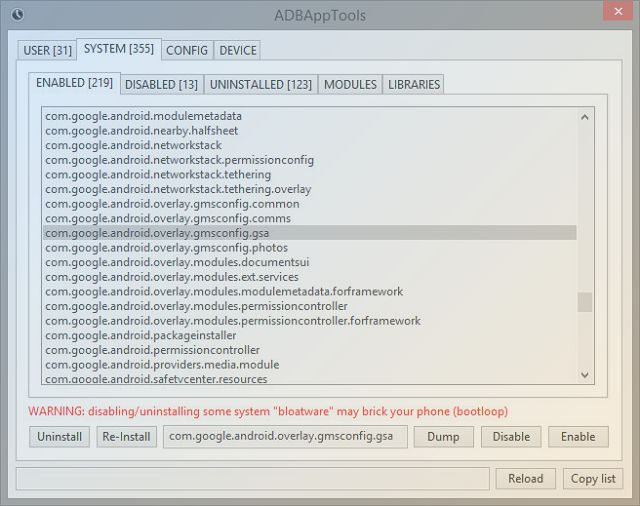 ADBAppTools
USER [31] SYSTEM [355] CONFIG DEVICE
ENABLED [219] DISABLED [13] UNINSTALLED [123] MODULES LIBRARIES
com.google.android.modulemetadata
com.google.android.nearby.halfsheet
com.google.android.networkstack
com.google.android.networkstack.permissionconfig
com.google.android.networkstack.tethering
com.google.android.networkstack.tethering.overlay
com.google.android.overlay.gmsconfig.common
com.google.android.overlay.gmsconfig.comms
com.google.android.overlay.gmsconfig.gsa
com.google.android.overlay.gmsconfig.photos
com.google.android.overlay.modules.documentsui
com.google.android.overlay.modules.ext.services
com.google.android.overlay.modules.modulemetadata.forframework
com.google.android.overlay.modules.permissioncontroller
com.google.android.overlay.modules.permissioncontroller.forframework
com.google.android.packageinstaller
com.google.android.permissioncontroller
com.google.android.providers.media.module
com.google.android.safetycenter.resources
WARNING: disabling/uninstalling some system "bloatware" may brick your phone (bootloop)
Uninstall Re-Install com.google.android.overlay.gmsconfig.gsa Dump Disable Enable
Reload Copy list